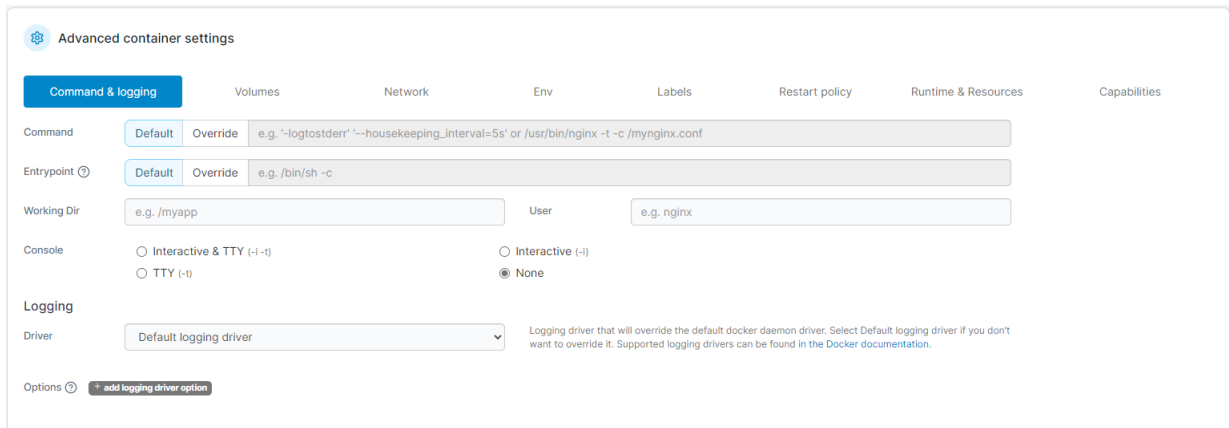 Advanced container settings
Command & logging Volumes Network Env Labels Restart policy Runtime & Resources Capabilities
Command Default Override e.g. '-logtostderr' '--housekeeping_interval=5s' or /usr/bin/nginx -t -c /mynginx.conf
Entrypoint Default Override e.g. /bin/sh -c
Working Dir e.g. /myapp User e.g. nginx
Console Interactive & TTY (-i -t) Interactive (-i)
TTY (-t) None
Logging
Driver Default logging driver Logging driver that will override the default docker daemon driver. Select Default logging driver if you don't
want to override it. Supported logging drivers can be found in the Docker documentation.
Options + add logging driver option